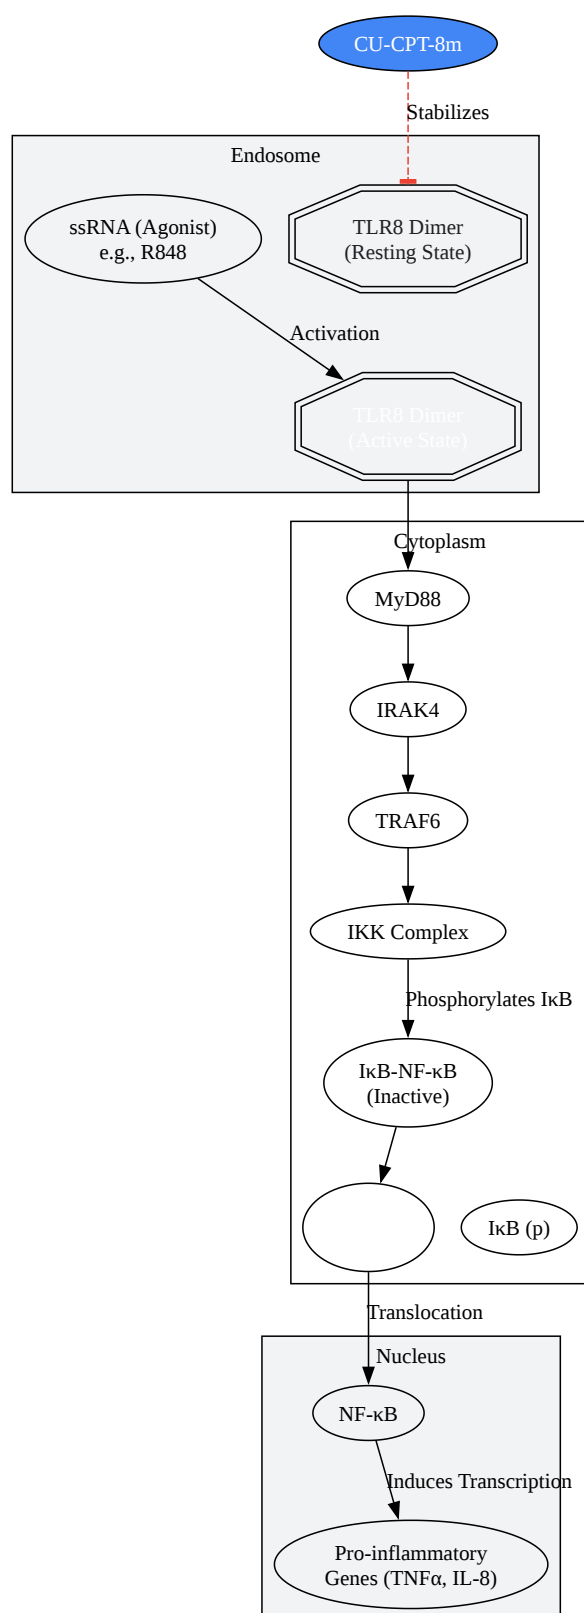 CU-CPT-8m
Stabilizes
Endosome
ssRNA (Agonist)
e.g., R848
TLR8 Dimer
(Resting State)
Activation
TLR8 Dimer
(Active State)
Cytoplasm
MyD88
IRAK4
TRAF6
IKK Complex
Phosphorylates IκB
IκB-NF-κB
(Inactive)
IκB (p)
Translocation
Nucleus
NF-κB
Induces Transcription
Pro-inflammatory
Genes (TNFα, IL-8)